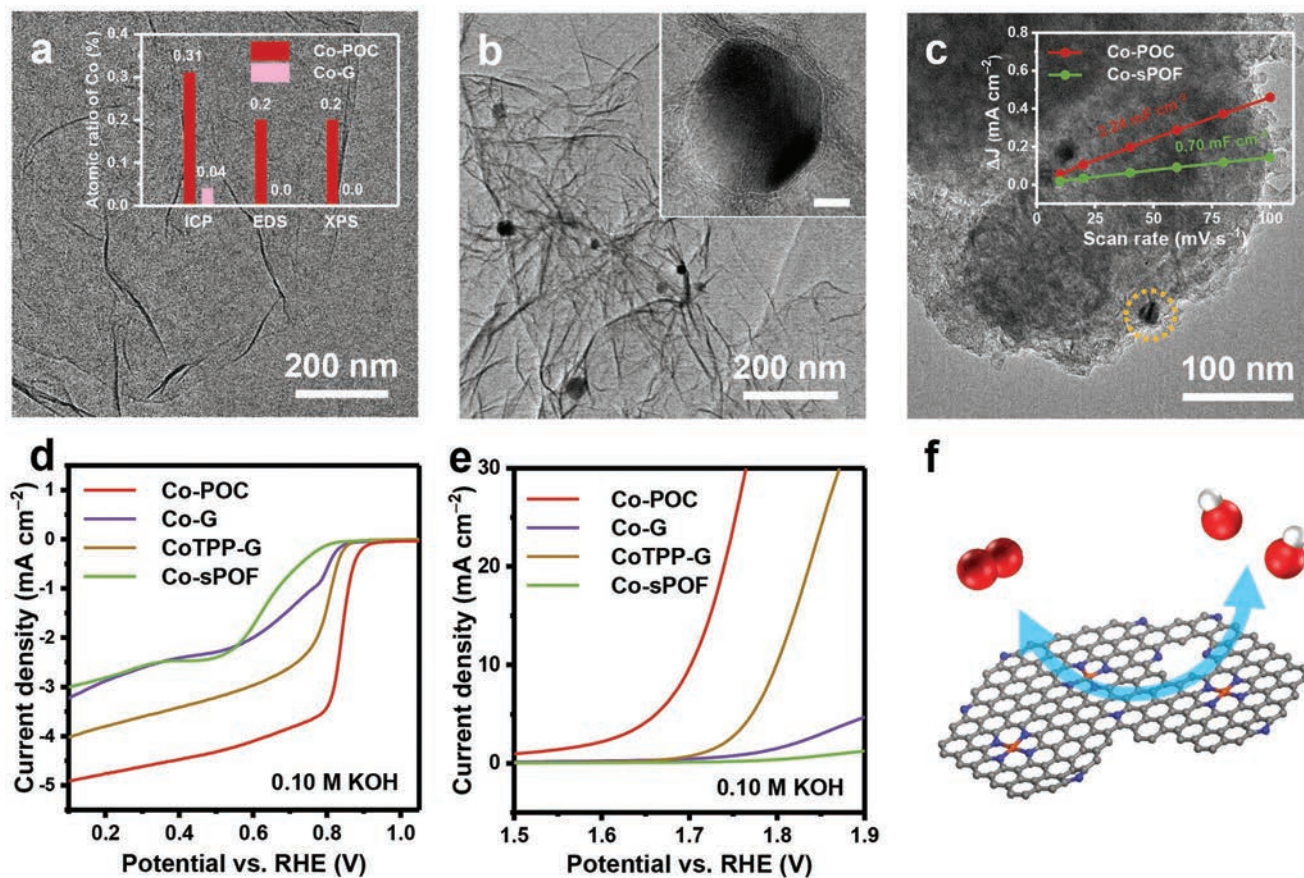 a
Atomic ratio of Co (%)
0.4
0.3
0.2
0.1
0.0
0.31
0.04
0.2
0.0
0.2
0.0
ICP
EDS
XPS
Co-POC
Co-G
200 nm
b
200 nm
c
ΔJ (mA cm⁻²)
0.8
0.6
0.4
0.2
0.0
Co-POC
Co-sPOF
0.70 mF cm⁻²
0
25
50
75
100
Scan rate (mV s⁻¹)
100 nm
d
Current density (mA cm⁻²)
1
0
-1
-2
-3
-4
-5
Co-POC
Co-G
CoTPP-G
Co-sPOF
0.10 M KOH
0.2
0.4
0.6
0.8
1.0
Potential vs. RHE (V)
e
Current density (mA cm⁻²)
30
20
10
0
Co-POC
Co-G
CoTPP-G
Co-sPOF
0.10 M KOH
1.5
1.6
1.7
1.8
1.9
Potential vs. RHE (V)
f